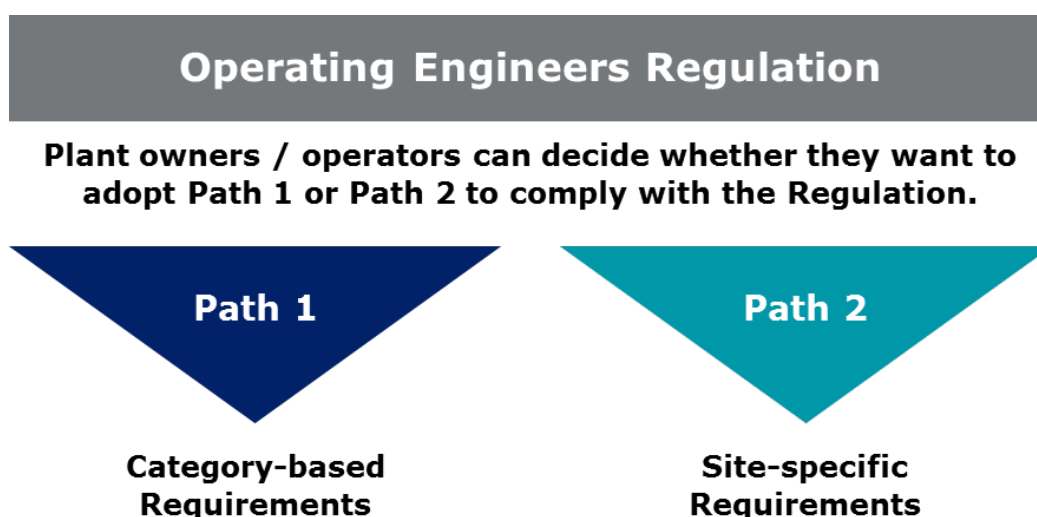 Operating Engineers Regulation
Plant owners / operators can decide whether they want to
adopt Path 1 or Path 2 to comply with the Regulation.
Path 1
Path 2
Category-based
Requirements
Site-specific
Requirements